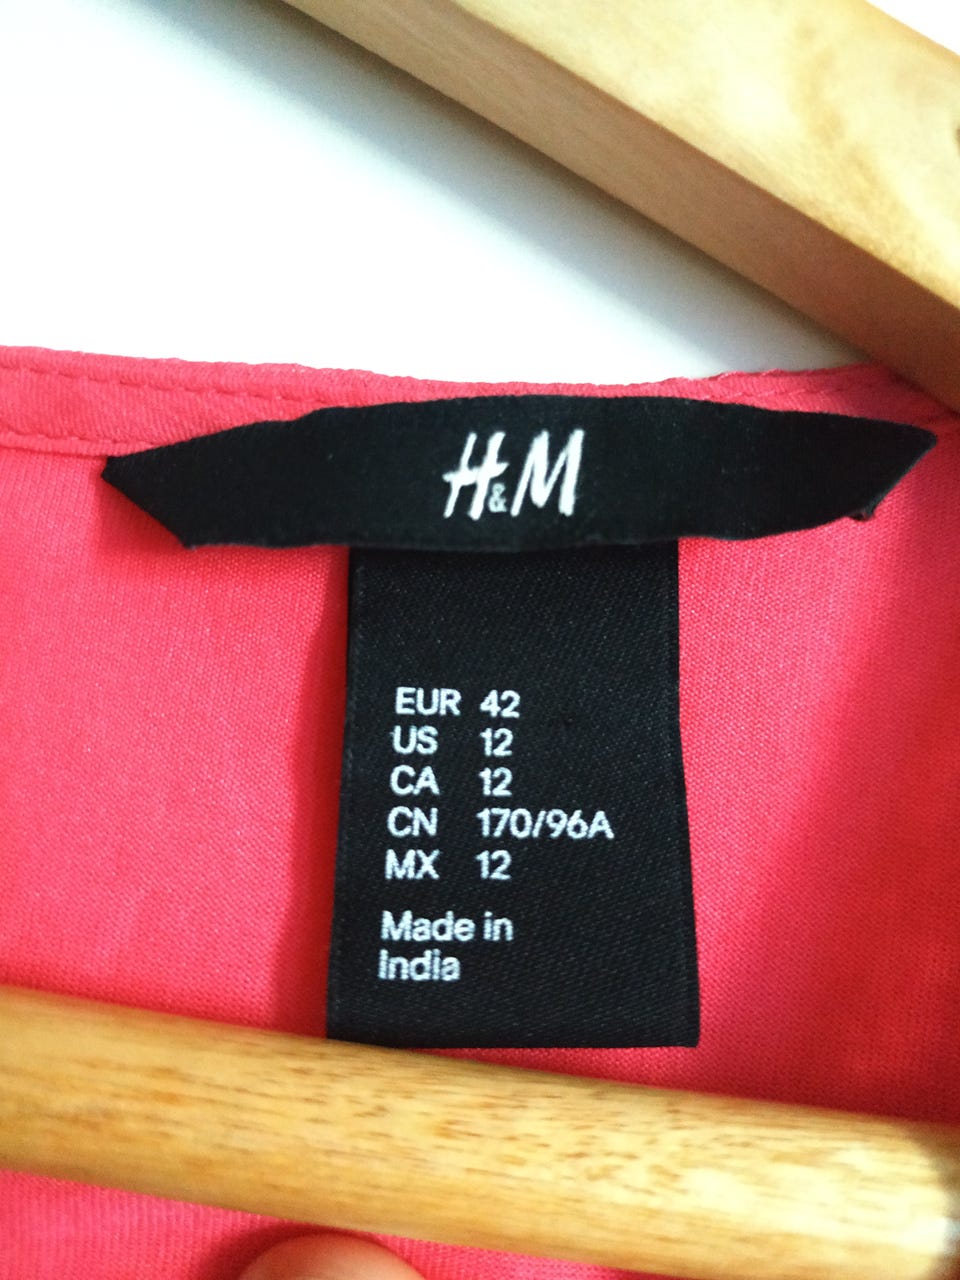 H&M
EUR 42
US 12
CA 12
CN 170/96A
MX 12
Made in
India